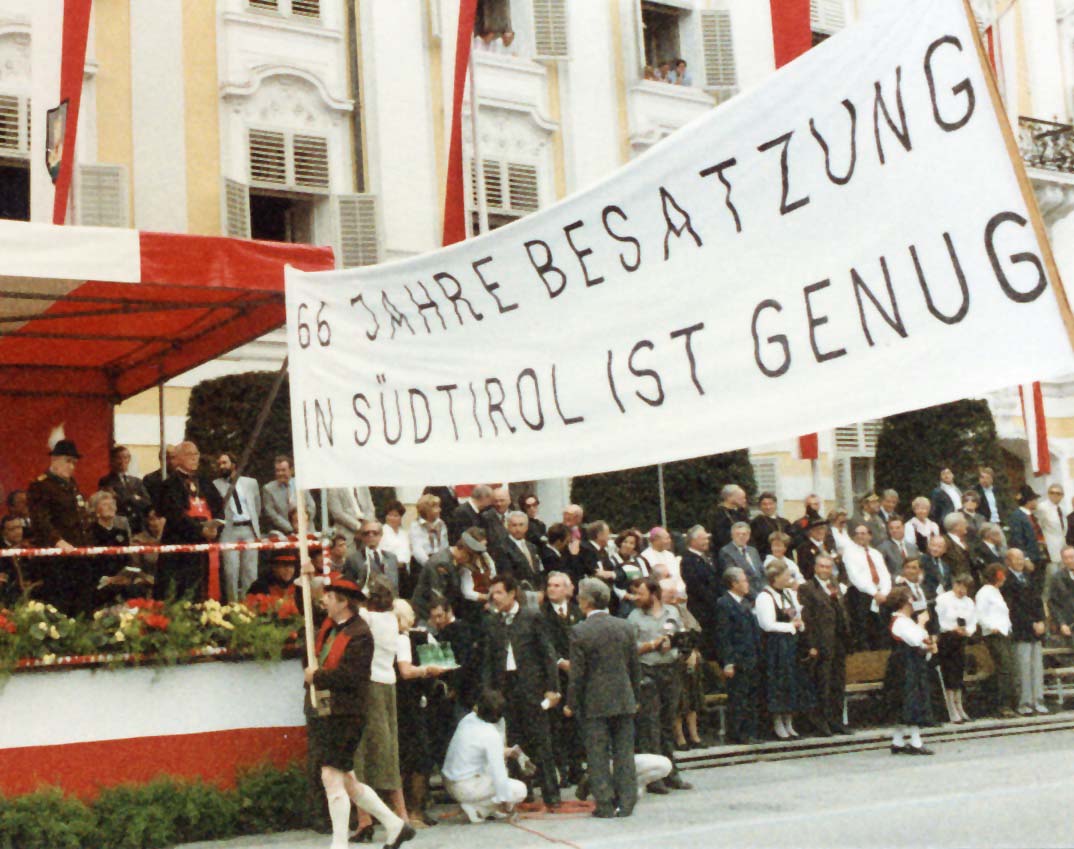 66 JAHRE BESATZUNG
IN SÜDTIROL IST GENUG